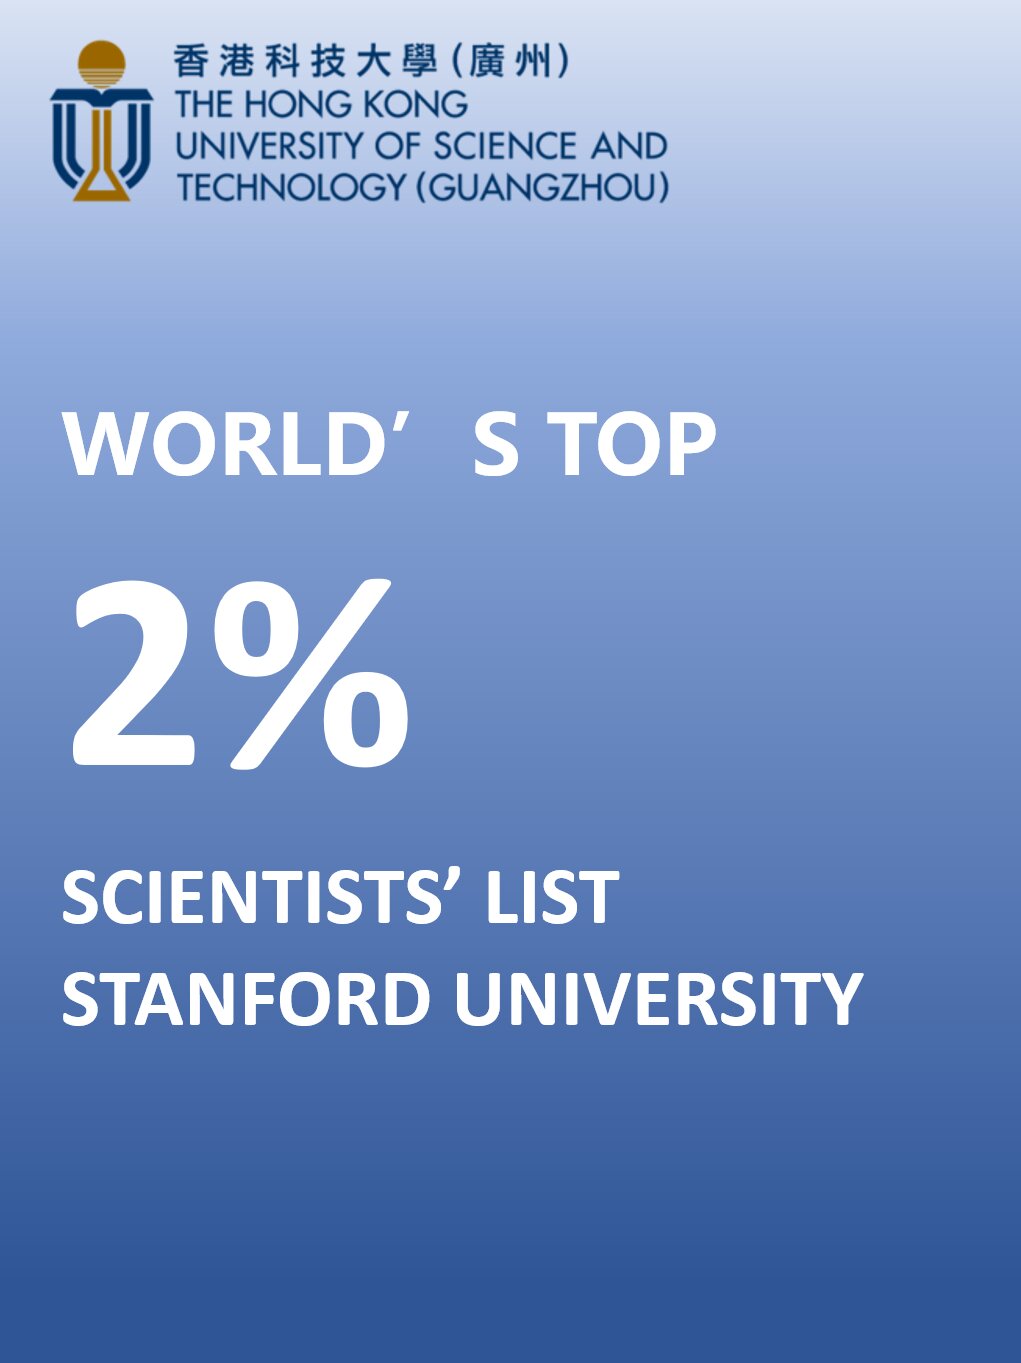 香港科技大學(廣州)
THE HONG KONG
UNIVERSITY OF SCIENCE AND
TECHNOLOGY (GUANGZHOU)
WORLD’ S TOP
2%
SCIENTISTS’ LIST
STANFORD UNIVERSITY